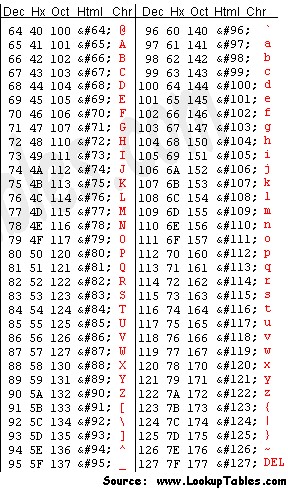 Dec Hx Oct Html Chr Dec Hx Oct Html Chr
64 40 100 &#64; @ 96 60 140 &#96; `
65 41 101 &#65; A 97 61 141 &#97; a
66 42 102 &#66; B 98 62 142 &#98; b
67 43 103 &#67; C 99 63 143 &#99; c
68 44 104 &#68; D 100 64 144 &#100; d
69 45 105 &#69; E 101 65 145 &#101; e
70 46 106 &#70; F 102 66 146 &#102; f
71 47 107 &#71; G 103 67 147 &#103; g
72 48 110 &#72; H 104 68 150 &#104; h
73 49 111 &#73; I 105 69 151 &#105; i
74 4A 112 &#74; J 106 6A 152 &#106; j
75 4B 113 &#75; K 107 6B 153 &#107; k
76 4C 114 &#76; L 108 6C 154 &#108; l
77 4D 115 &#77; M 109 6D 155 &#109; m
78 4E 116 &#78; N 110 6E 156 &#110; n
79 4F 117 &#79; O 111 6F 157 &#111; o
80 50 120 &#80; P 112 70 160 &#112; p
81 51 121 &#81; Q 113 71 161 &#113; q
82 52 122 &#82; R 114 72 162 &#114; r
83 53 123 &#83; S 115 73 163 &#115; s
84 54 124 &#84; T 116 74 164 &#116; t
85 55 125 &#85; U 117 75 165 &#117; u
86 56 126 &#86; V 118 76 166 &#118; v
87 57 127 &#87; W 119 77 167 &#119; w
88 58 130 &#88; X 120 78 170 &#120; x
89 59 131 &#89; Y 121 79 171 &#121; y
90 5A 132 &#90; Z 122 7A 172 &#122; z
91 5B 133 &#91; [ 123 7B 173 &#123; {
92 5C 134 &#92; \ 124 7C 174 &#124; |
93 5D 135 &#93; ] 125 7D 175 &#125; }
94 5E 136 &#94; ^ 126 7E 176 &#126; ~
95 5F 137 &#95; _ 127 7F 177 &#127; DEL
Source: www.LookupTables.com